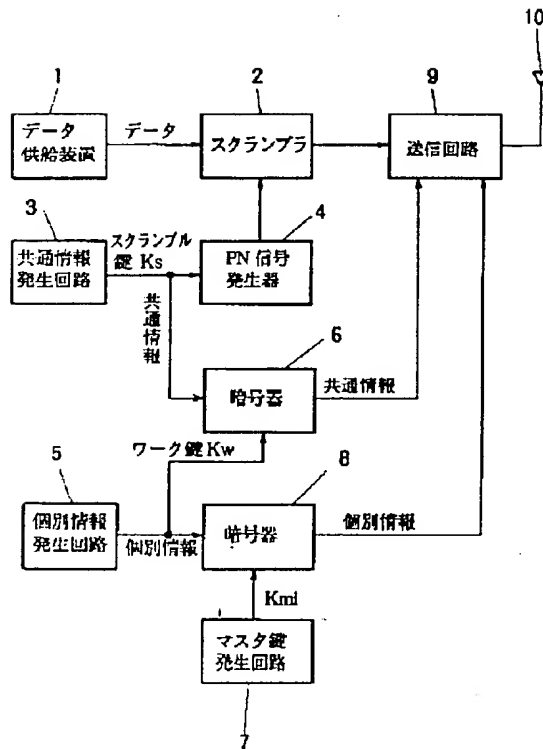 10
1
2
9
データ
供給装置
データ
スクランブラ
送信回路
3
4
共通情報
発生回路
スクランブル
鍵 Ks
PN 信号
発生器
共通情報
6
暗号器
共通情報
ワーク鍵 Kw
5
8
個別情報
発生回路
個別情報
暗号器
個別情報
Kmi
マスタ鍵
発生回路
7